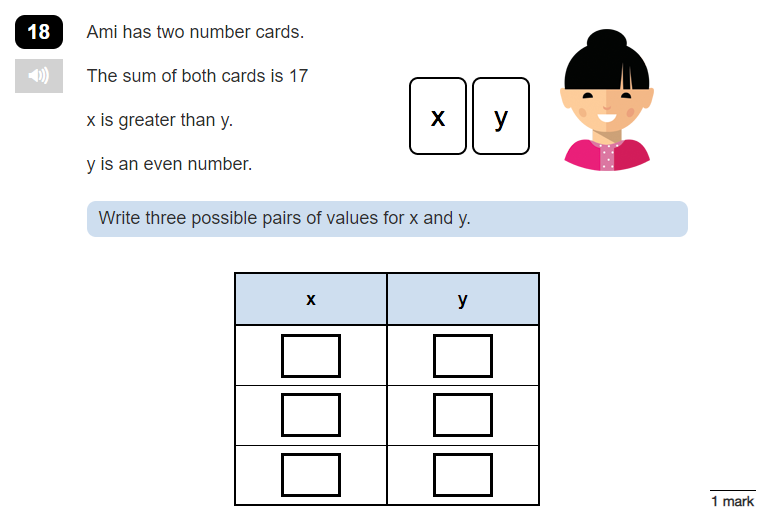 18
Ami has two number cards.
The sum of both cards is 17
x is greater than y.
y is an even number.
x y
Write three possible pairs of values for x and y.
x y
1 mark